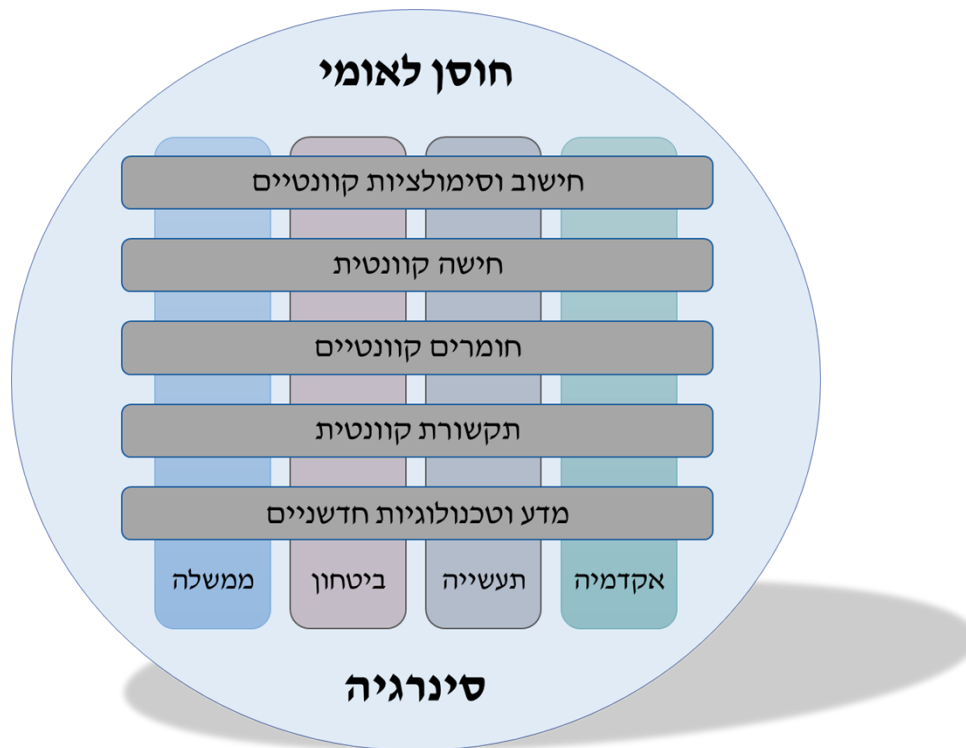 חוסן לאומי
חישוב וסימולציות קוונטיים
חישה קוונטית
חומרים קוונטיים
תקשורת קוונטית
מדע וטכנולוגיות חדשניים
אקדמיה
תעשייה
ביטחון
ממשלה
סינרגיה